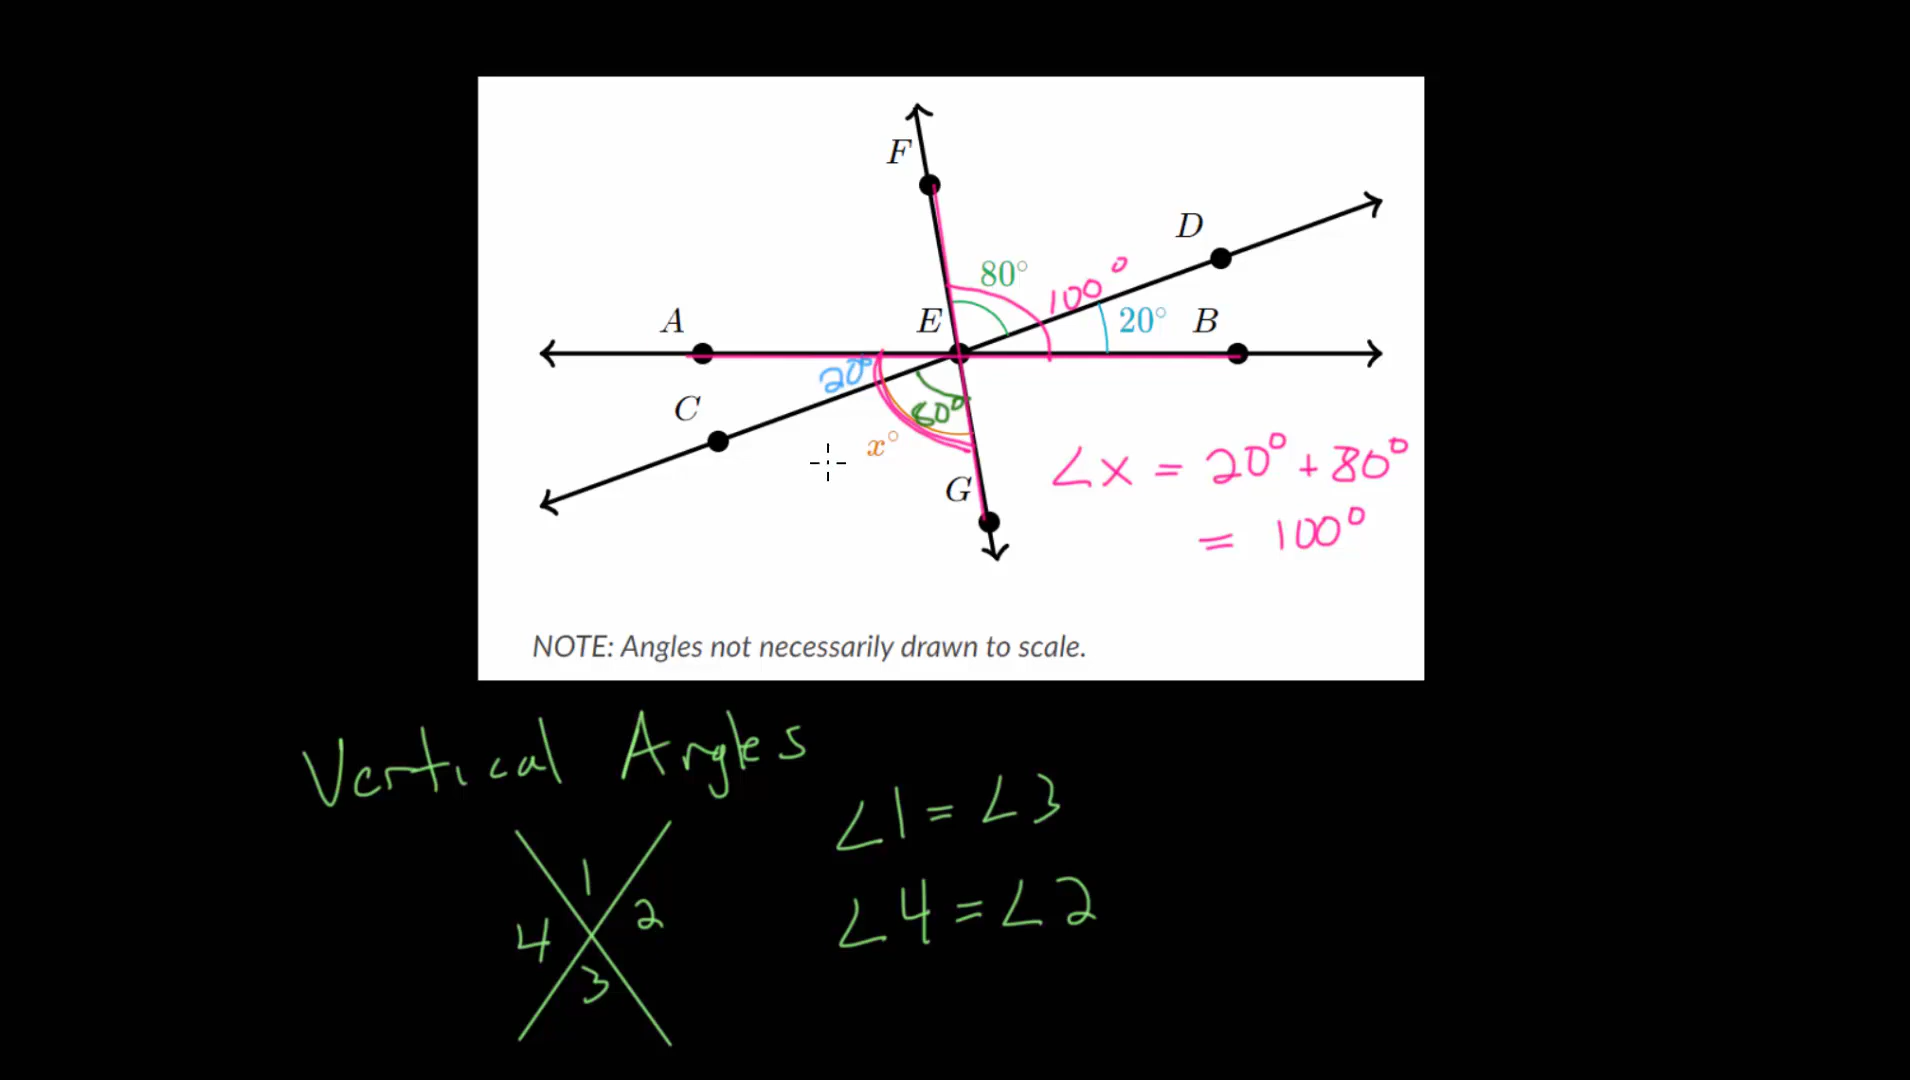 F
D
80°
100°
A
E
20°
B
20°
C
80°
x°
G
∠x = 20° + 80°
= 100°
NOTE: Angles not necessarily drawn to scale.
Vertical Angles
∠1 = ∠3
1
4
2
∠4 = ∠2
3